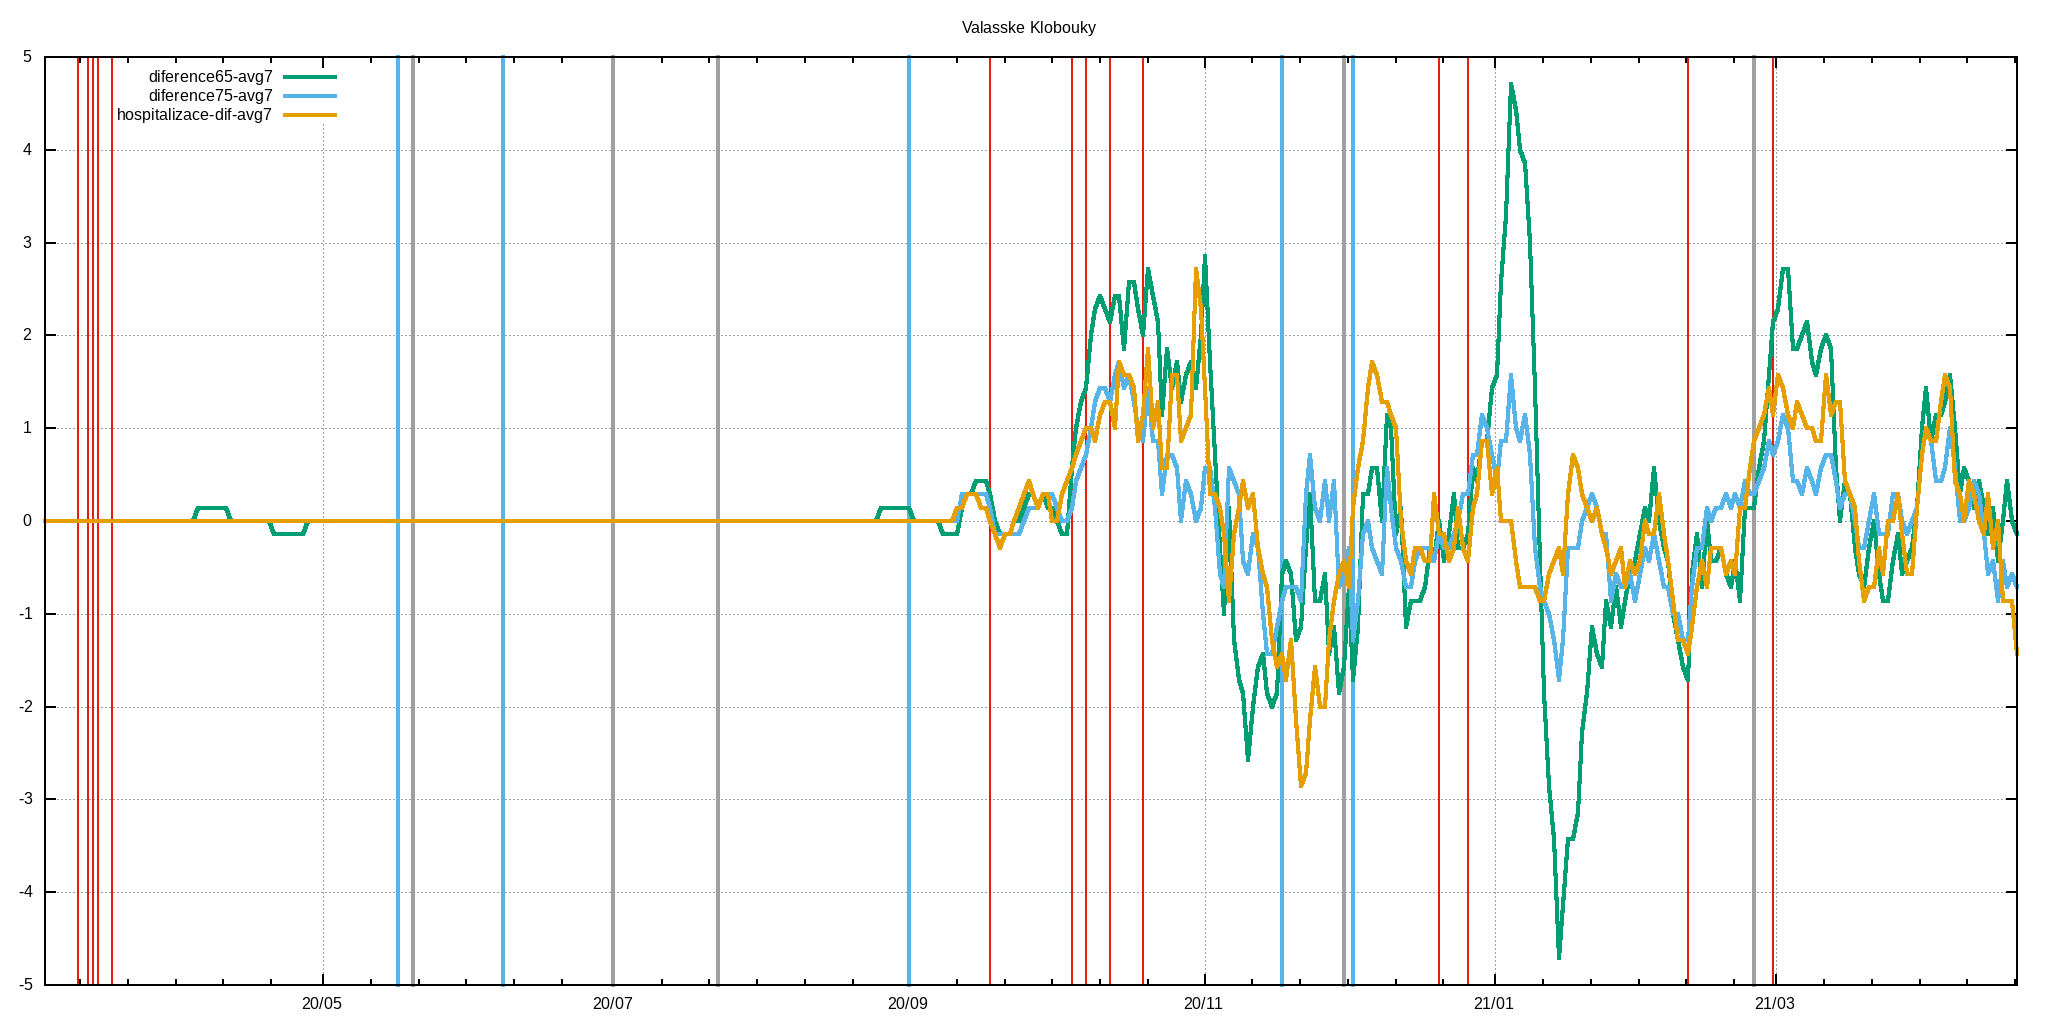 Valasske Klobouky
diference65-avg7
diference75-avg7
hospitalizace-dif-avg7
5
4
3
2
1
0
-1
-2
-3
-4
-5
20/05 20/07 20/09 20/11 21/01 21/03